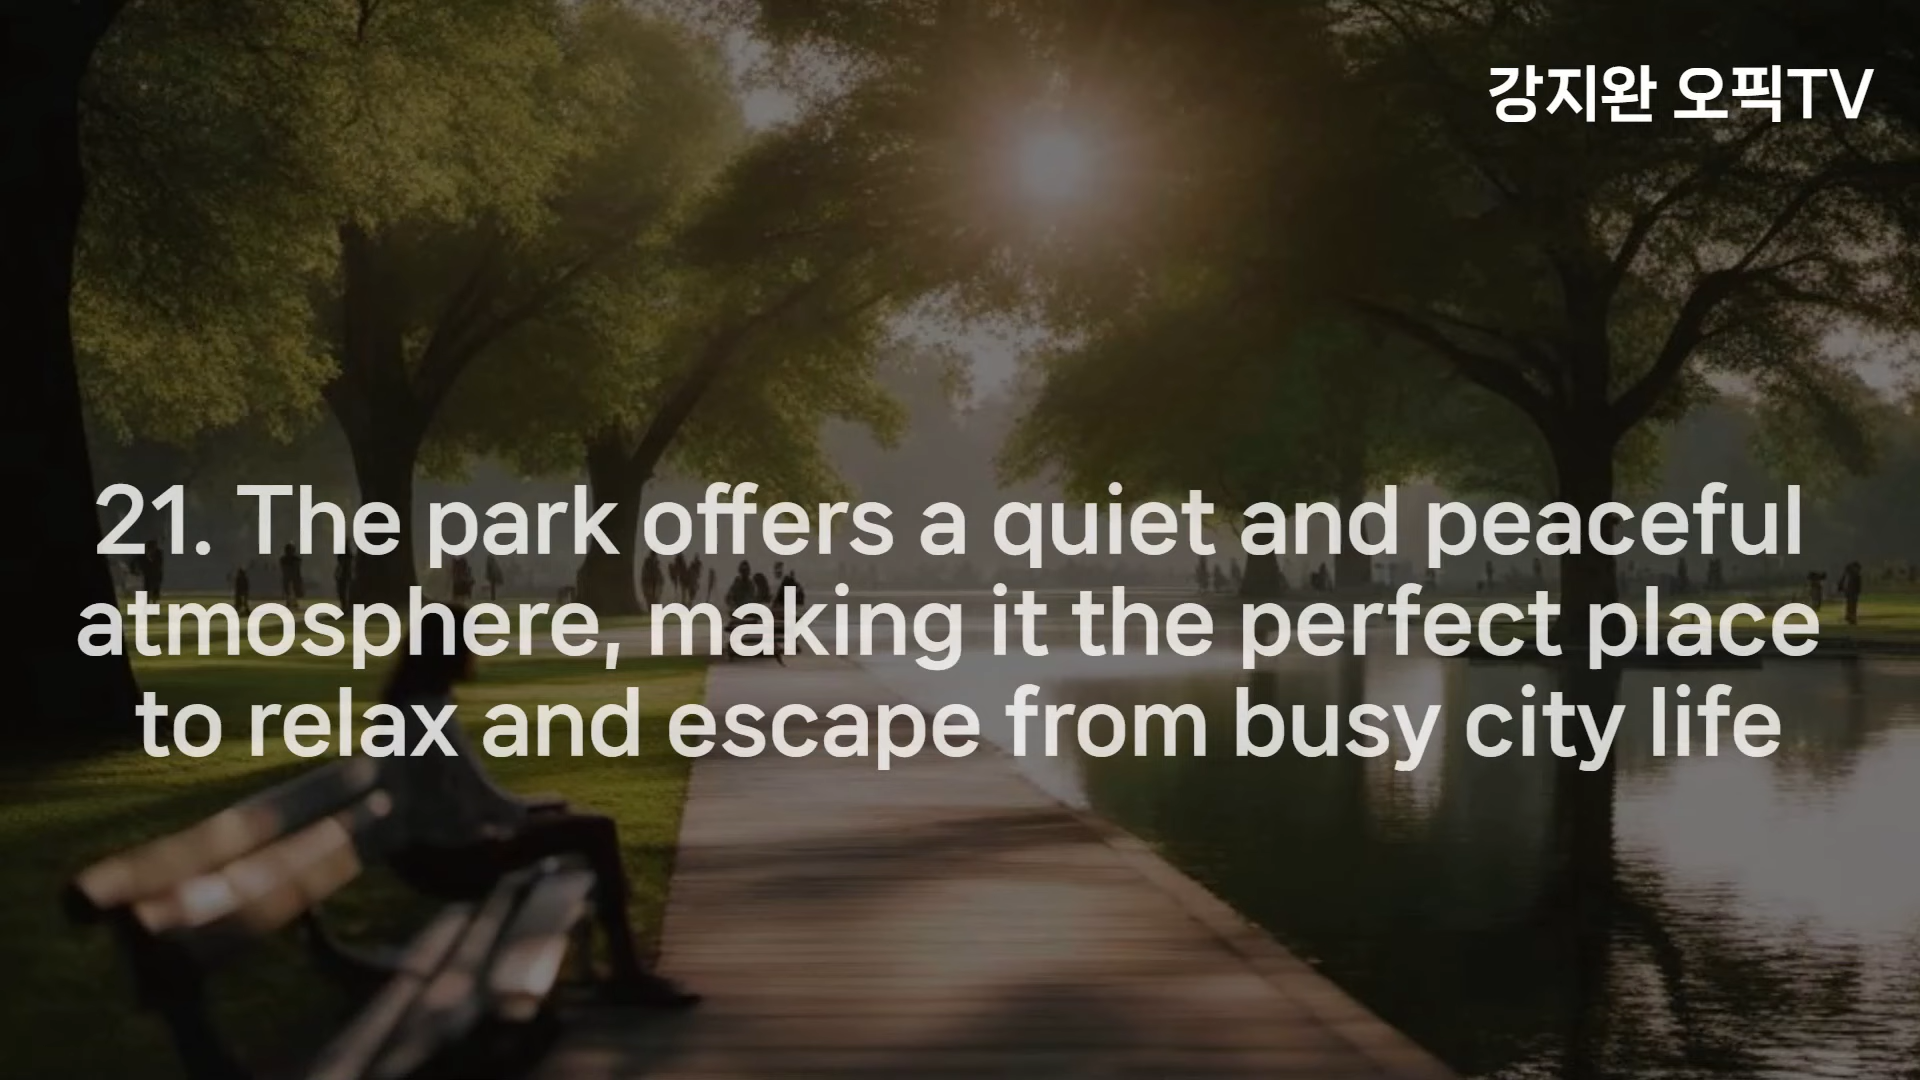 강지완 오픽TV
21. The park offers a quiet and peaceful
atmosphere, making it the perfect place
to relax and escape from busy city life